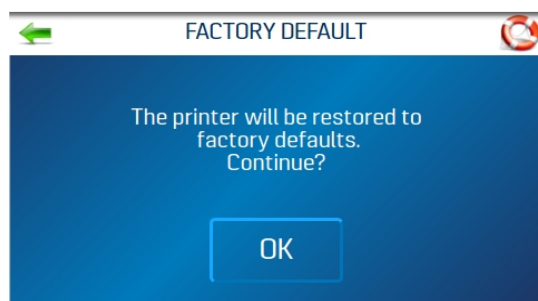 FACTORY DEFAULT
The printer will be restored to
factory defaults.
Continue?
OK